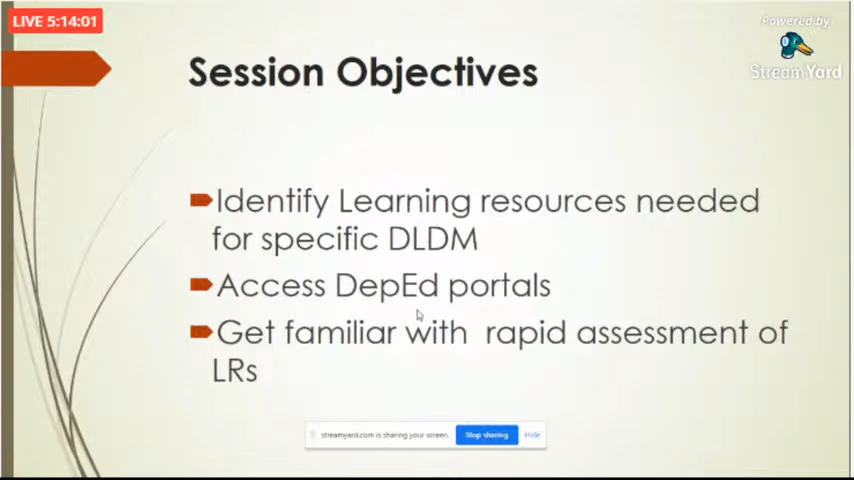 LIVE 5:14:01
Powered by
StreamYard
Session Objectives
Identify Learning resources needed
for specific DLDM
Access DepEd portals
Get familiar with rapid assessment of
LRs
streamyard.com is sharing your screen. Stop sharing Hide